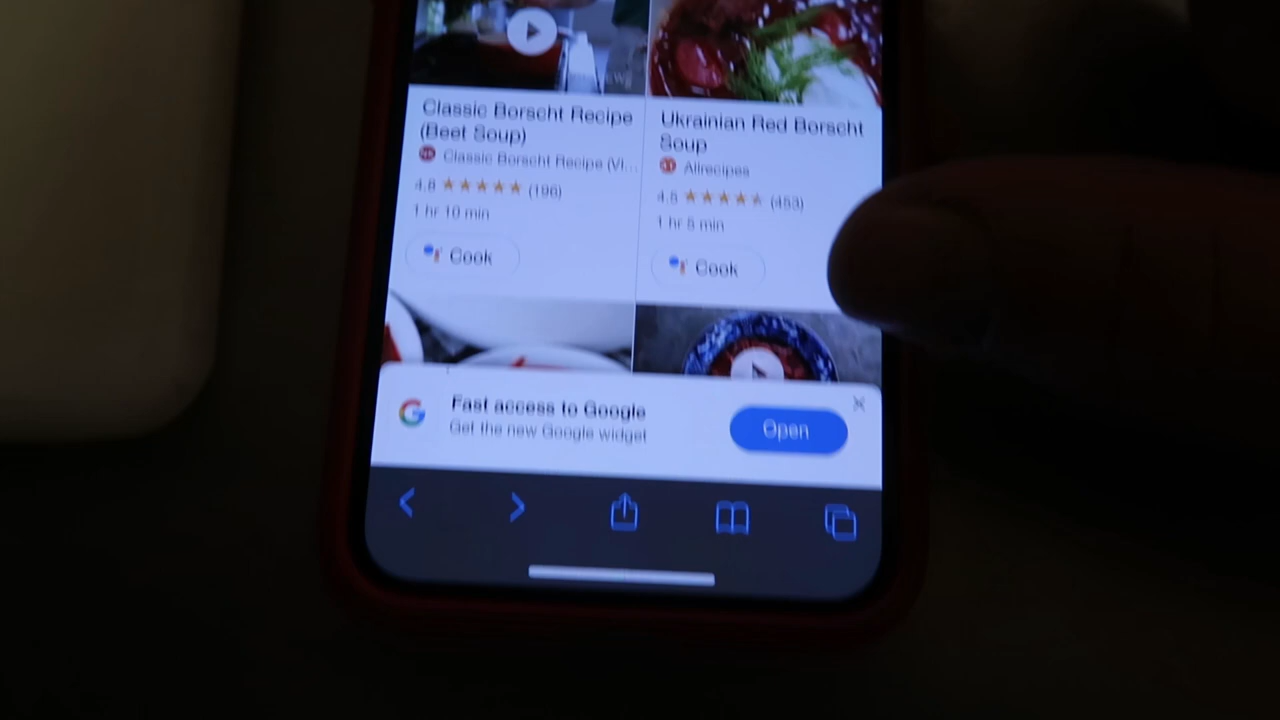 Classic Borscht Recipe
(Beet Soup)
Classic Borscht Recipe (VI...
4.8 ★★★★★ (196)
1 hr 10 min
Cook
Ukrainian Red Borscht
Soup
Allrecipes
4.5 ★★★★★ (453)
1 hr 5 min
Cook
G
Fast access to Google
Get the new Google widget
Open